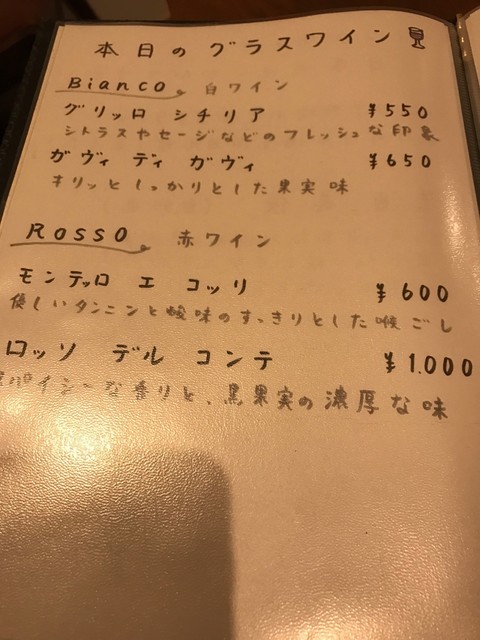 本日のグラスワイン
Bianco 白ワイン
グリッロ シチリア ¥550
シトラスやセージなどのフレッシュな印象
ガヴィ ディ ガヴィ ¥650
キリッとしっかりとした果実味
Rosso 赤ワイン
モンテッロ エ コッリ ¥600
優しいタンニンと酸味のすっきりとした喉ごし
ロッソ デル コンテ ¥1.000
スパイシーな香りと、黒果実の濃厚な味